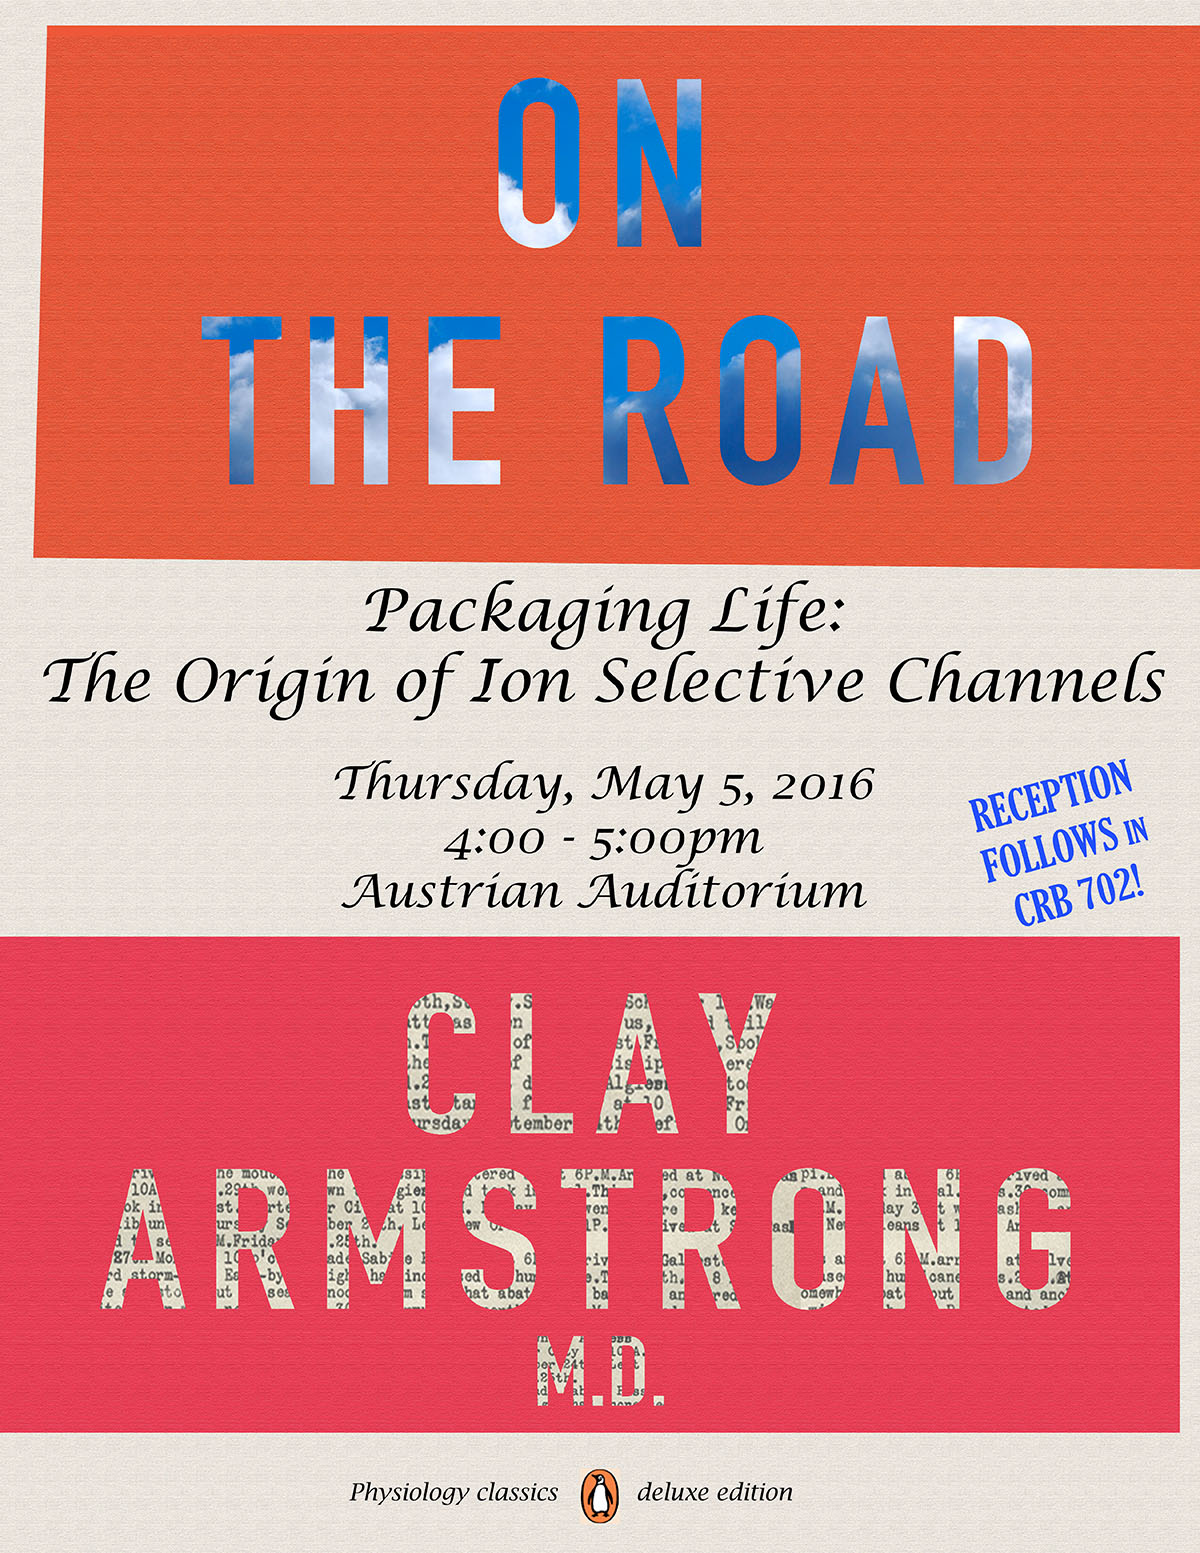 ON
THE ROAD
Packaging Life:
The Origin of Ion Selective Channels
Thursday, May 5, 2016
4:00 - 5:00pm
Austrian Auditorium
RECEPTION
FOLLOWS IN
CRB 702!
CLAY
ARMSTRONG
M.D.
Physiology classics deluxe edition